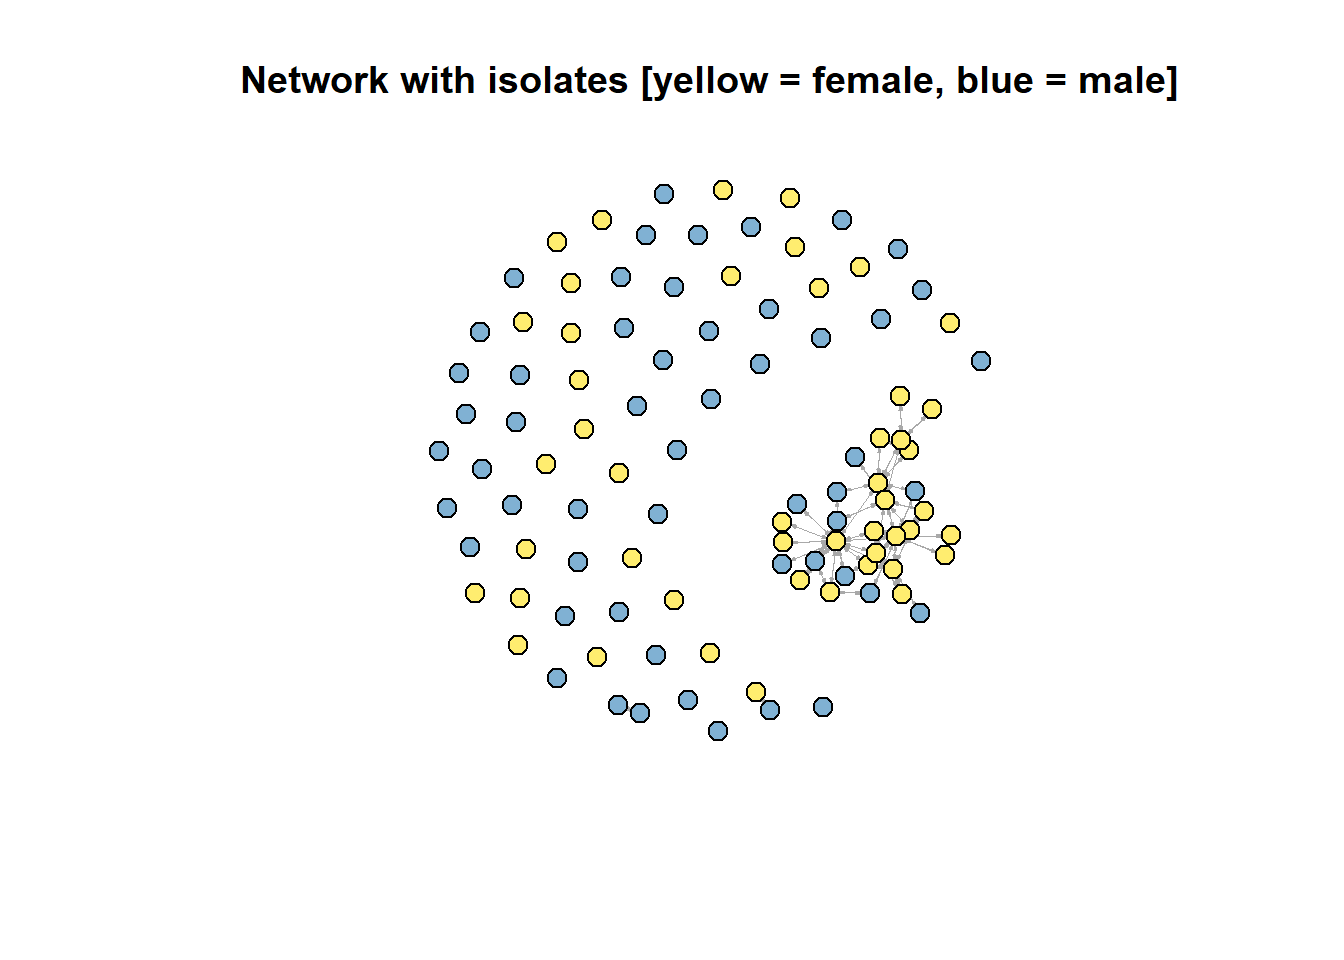 Network with isolates [yellow = female, blue = male]